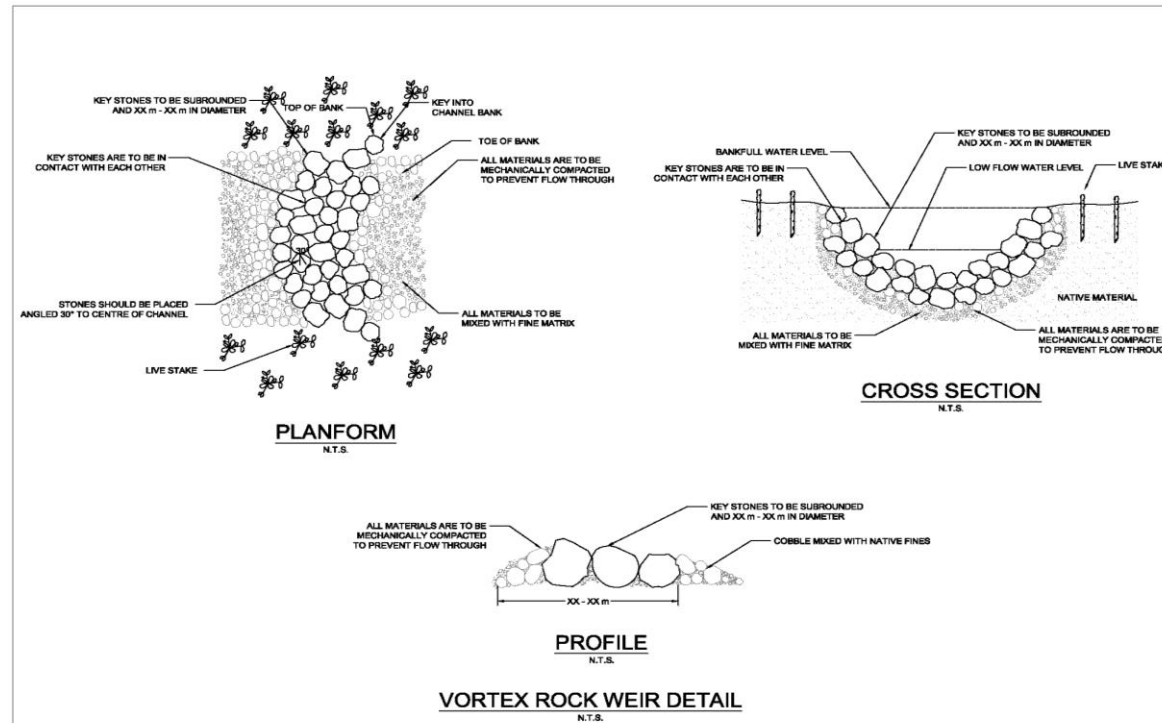 KEY STONES TO BE SUBROUNDED
AND XX m - XX m IN DIAMETER
TOP OF BANK
KEY INTO
CHANNEL BANK
TOE OF BANK
KEY STONES ARE TO BE IN
CONTACT WITH EACH OTHER
ALL MATERIALS ARE TO BE
MECHANICALLY COMPACTED
TO PREVENT FLOW THROUGH
30°
STONES SHOULD BE PLACED
ANGLED 30° TO CENTRE OF CHANNEL
ALL MATERIALS TO BE
MIXED WITH FINE MATRIX
LIVE STAKE
PLANFORM
N.T.S.
KEY STONES TO BE SUBROUNDED
AND XX m - XX m IN DIAMETER
BANKFULL WATER LEVEL
LOW FLOW WATER LEVEL
LIVE STAK
KEY STONES ARE TO BE IN
CONTACT WITH EACH OTHER
NATIVE MATERIAL
ALL MATERIALS TO BE
MIXED WITH FINE MATRIX
ALL MATERIALS ARE TO BE
MECHANICALLY COMPACTED
TO PREVENT FLOW THROUG
CROSS SECTION
N.T.S.
KEY STONES TO BE SUBROUNDED
AND XX m - XX m IN DIAMETER
ALL MATERIALS ARE TO BE
MECHANICALLY COMPACTED
TO PREVENT FLOW THROUGH
COBBLE MIXED WITH NATIVE FINES
XX - XX m
PROFILE
N.T.S.
VORTEX ROCK WEIR DETAIL
N.T.S.